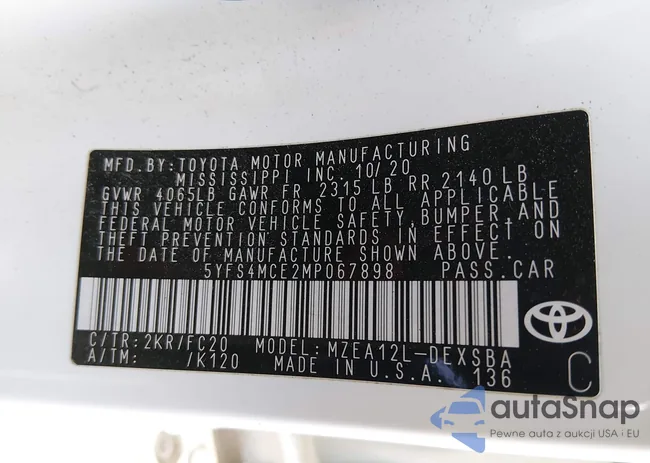 MFD. BY: TOYOTA MOTOR MANUFACTURING
MISSISSIPPI INC. 10/20
GVWR 4065LB GAWR FR 2315 LB RR 2140 LB
THIS VEHICLE CONFORMS TO ALL APPLICABLE
FEDERAL MOTOR VEHICLE SAFETY, BUMPER, AND
THEFT PREVENTION STANDARDS IN EFFECT ON
THE DATE OF MANUFACTURE SHOWN ABOVE.
5YFS4MCE2MP067898 PASS.CAR
C/TR: 2KR/FC20 MODEL: MZEA12L-DEXSBA
A/TM: /K120 MADE IN U.S.A. 136 C
autaSnap
Pewne auta z aukcji USA i EU